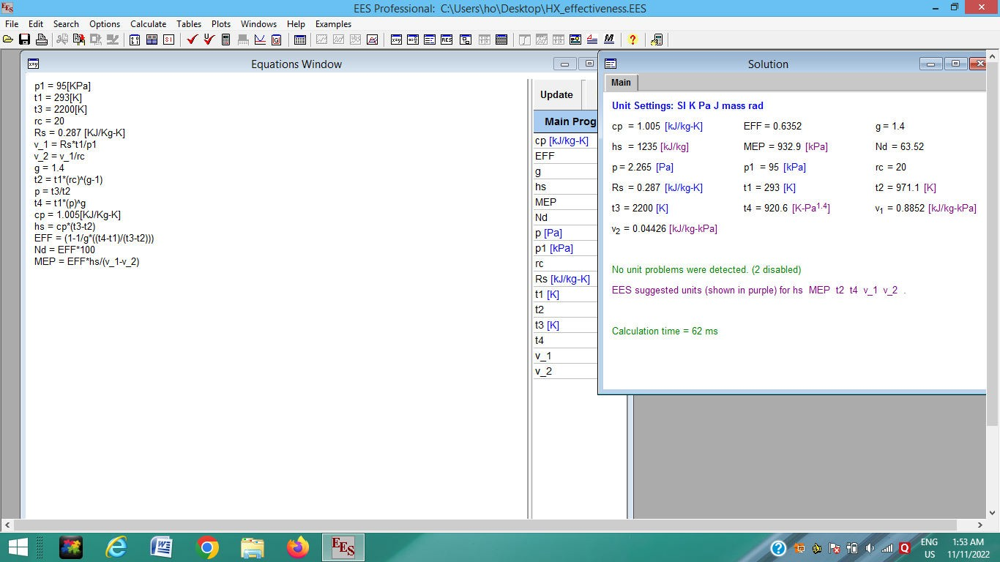 EES Professional: C:\Users\ho\Desktop\HX_effectiveness.EES
File Edit Search Options Calculate Tables Plots Windows Help Examples
Equations Window
p1 = 95[KPa]
t1 = 293[K]
t3 = 2200[K]
rc = 20
Rs = 0.287 [KJ/Kg-K]
v_1 = Rs*t1/p1
v_2 = v_1/rc
g = 1.4
t2 = t1*(rc)^(g-1)
p = t3/t2
t4 = t1*(p)^g
cp = 1.005[KJ/Kg-K]
hs = cp*(t3-t2)
EFF = (1-1/g*((t4-t1)/(t3-t2)))
Nd = EFF*100
MEP = EFF*hs/(v_1-v_2)
Update
Main Prog
cp [kJ/kg-K]
EFF
g
hs
MEP
Nd
p [Pa]
p1 [kPa]
rc
Rs [kJ/kg-K]
t1 [K]
t2
t3 [K]
t4
v_1
v_2
Solution
Main
Unit Settings: SI K Pa J mass rad
cp = 1.005 [kJ/kg-K] EFF = 0.6352 g = 1.4
hs = 1235 [kJ/kg] MEP = 932.9 [kPa] Nd = 63.52
p = 2.265 [Pa] p1 = 95 [kPa] rc = 20
Rs = 0.287 [kJ/kg-K] t1 = 293 [K] t2 = 971.1 [K]
t3 = 2200 [K] t4 = 920.6 [K-Pa1.4] v1 = 0.8852 [kJ/kg-kPa]
v2 = 0.04426 [kJ/kg-kPa]
No unit problems were detected. (2 disabled)
EES suggested units (shown in purple) for hs MEP t2 t4 v_1 v_2 .
Calculation time = 62 ms
EES
ENG
US
1:53 AM
11/11/2022